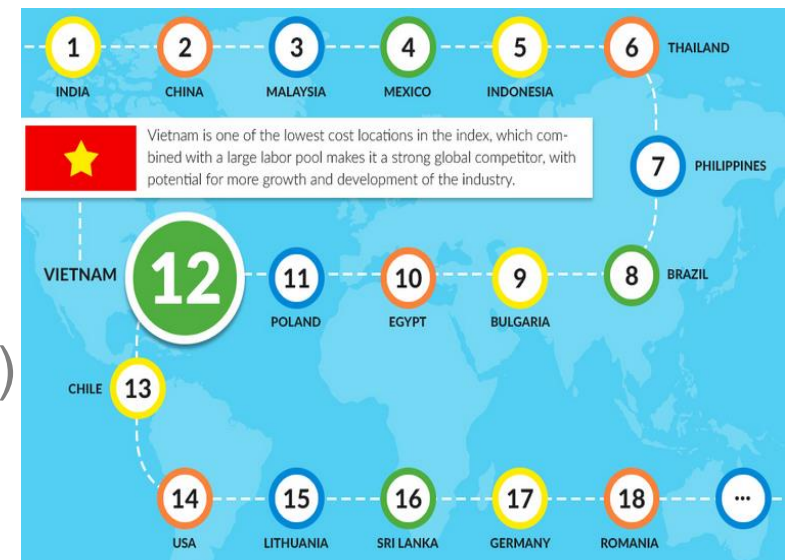 1 2 3 4 5 6 THAILAND
INDIA CHINA MALAYSIA MEXICO INDONESIA
Vietnam is one of the lowest cost locations in the index, which com-
bined with a large labor pool makes it a strong global competitor, with
potential for more growth and development of the industry.
7 PHILIPPINES
VIETNAM 12 11 10 9 8 BRAZIL
POLAND EGYPT BULGARIA
)
CHILE 13
14 15 16 17 18 ...
USA LITHUANIA SRI LANKA GERMANY ROMANIA